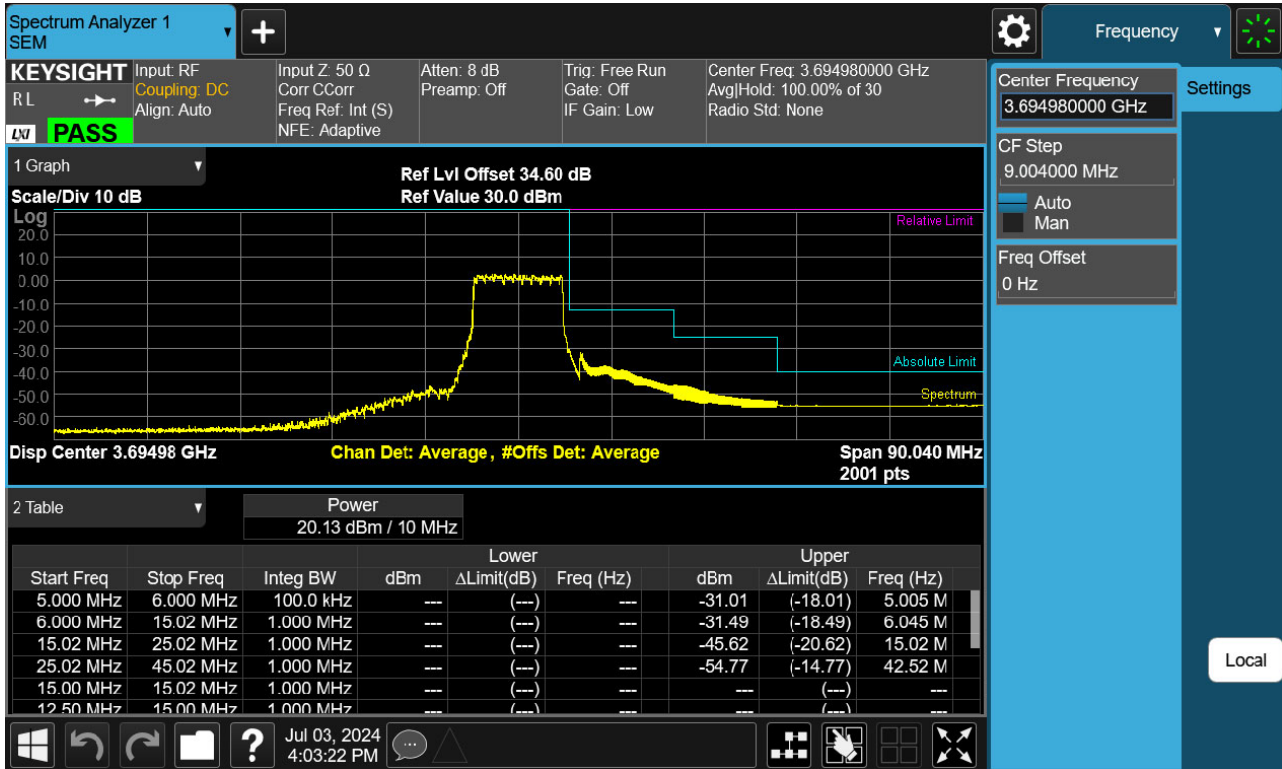 Spectrum Analyzer 1
SEM
Frequency
KEYSIGHT
R L
LXI
PASS
Input: RF
Coupling: DC
Align: Auto
Input Z: 50 Ω
Corr CCorr
Freq Ref: Int (S)
NFE: Adaptive
Atten: 8 dB
Preamp: Off
Trig: Free Run
Gate: Off
IF Gain: Low
Center Freq: 3.694980000 GHz
Avg|Hold: 100.00% of 30
Radio Std: None
Center Frequency
3.694980000 GHz
Settings
CF Step
9.004000 MHz
Auto
Man
Freq Offset
0 Hz
1 Graph
Scale/Div 10 dB
Ref Lvl Offset 34.60 dB
Ref Value 30.0 dBm
Log
20.0
10.0
0.00
-10.0
-20.0
-30.0
-40.0
-50.0
-60.0
Relative Limit
Absolute Limit
Spectrum
Disp Center 3.69498 GHz
Chan Det: Average, #Offs Det: Average
Span 90.040 MHz
2001 pts
2 Table
Power
20.13 dBm / 10 MHz
Lower Upper
Start Freq Stop Freq Integ BW dBm ΔLimit(dB) Freq (Hz) dBm ΔLimit(dB) Freq (Hz)
5.000 MHz 6.000 MHz 100.0 kHz --- (---) --- -31.01 (-18.01) 5.005 M
6.000 MHz 15.02 MHz 1.000 MHz --- (---) --- -31.49 (-18.49) 6.045 M
15.02 MHz 25.02 MHz 1.000 MHz --- (---) --- -45.62 (-20.62) 15.02 M
25.02 MHz 45.02 MHz 1.000 MHz --- (---) --- -54.77 (-14.77) 42.52 M
15.00 MHz 15.02 MHz 1.000 MHz --- (---) --- --- (---) ---
12.50 MHz 15.00 MHz 1.000 MHz --- (---) --- --- (---) ---
Local
Jul 03, 2024
4:03:22 PM